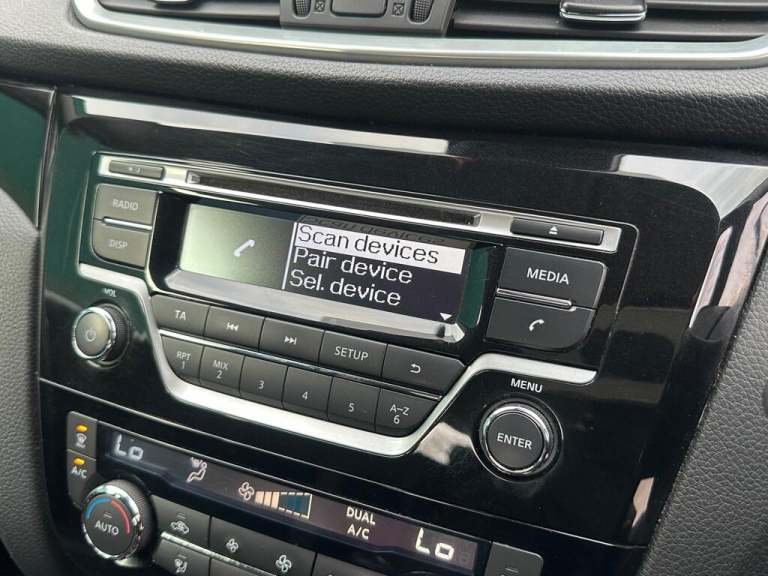 RADIO
DISP
Scan devices
Pair device
Sel. device
MEDIA
VOL
TA
SETUP
RPT
1
MIX
2
3
4
5
A-Z
6
MENU
ENTER
Lo
A/C
AUTO
DUAL
A/C
Lo